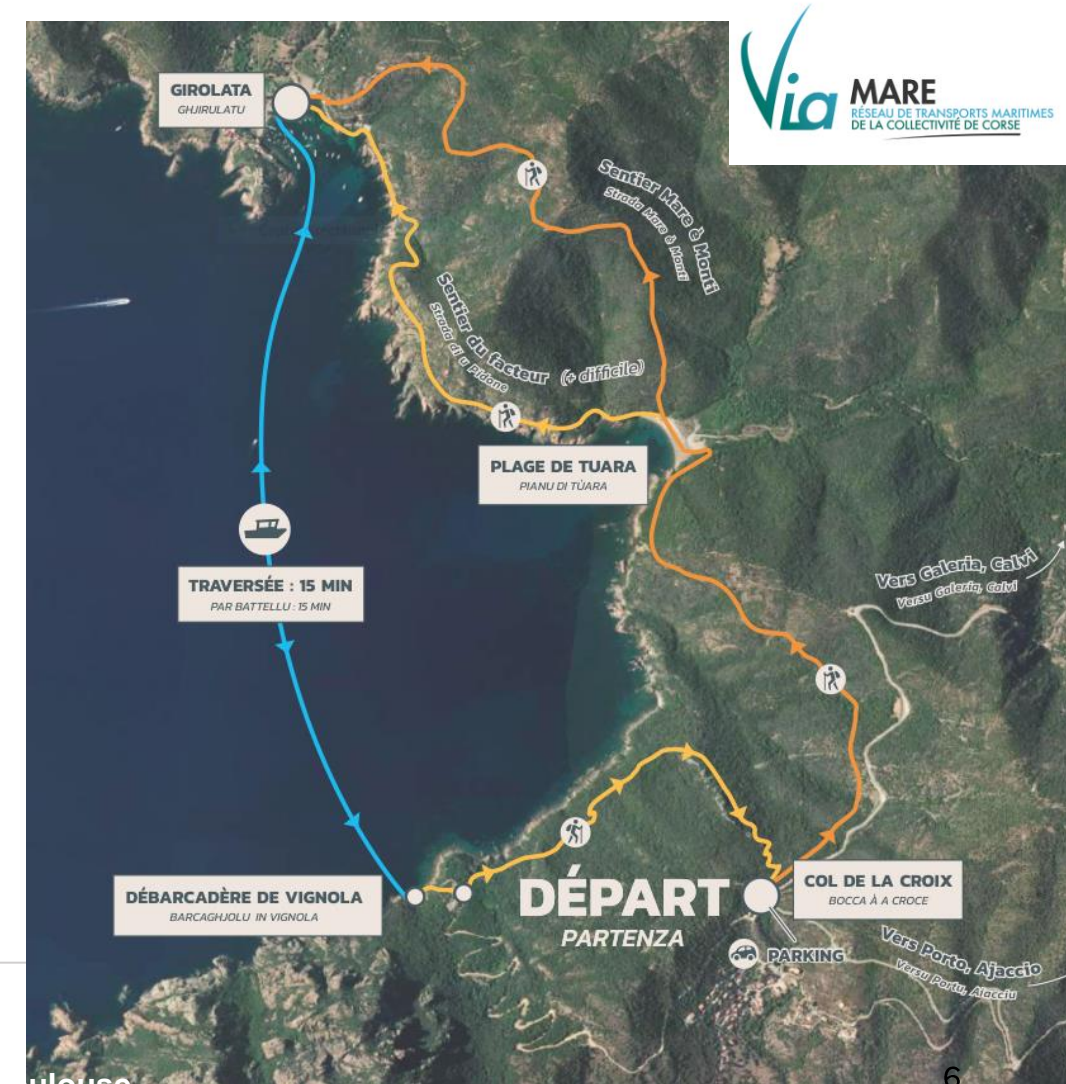 Via MARE
RÉSEAU DE TRANSPORTS MARITIMES
DE LA COLLECTIVITÉ DE CORSE
GIROLATA
GHJIRULATU
Sentier Mare è Monti
Strada Mare è Monti
Sentier du facteur (+ difficile)
Strada di u Pidone
PLAGE DE TUARA
PIANU DI TÙARA
TRAVERSÉE : 15 MIN
PAR BATTELLU : 15 MIN
Vers Galeria, Calvi
Versu Galeria, Calvi
DÉBARCADÈRE DE VIGNOLA
BARCAGHJOLU IN VIGNOLA
DÉPART
PARTENZA
COL DE LA CROIX
BOCCA À A CROCE
PARKING
Vers Porto, Ajaccio
Versu Portu, Aiacciu
6